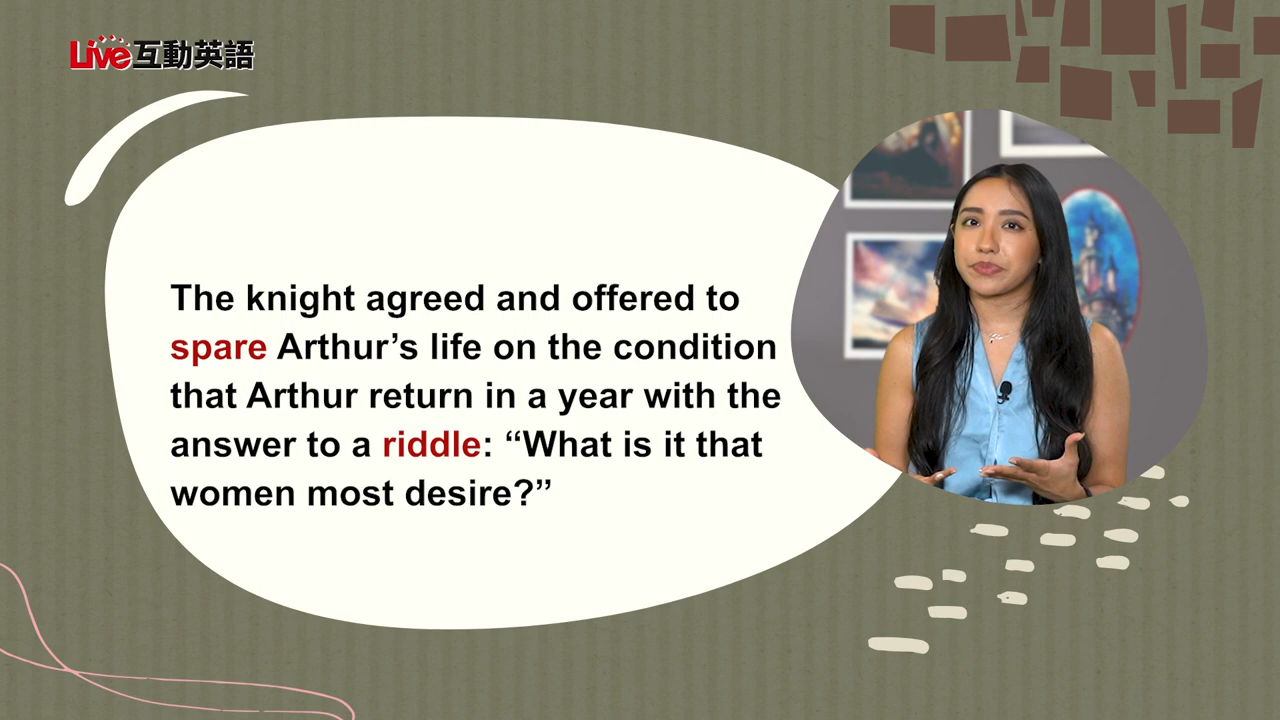 Live互動英語
The knight agreed and offered to
spare Arthur’s life on the condition
that Arthur return in a year with the
answer to a riddle: “What is it that
women most desire?”